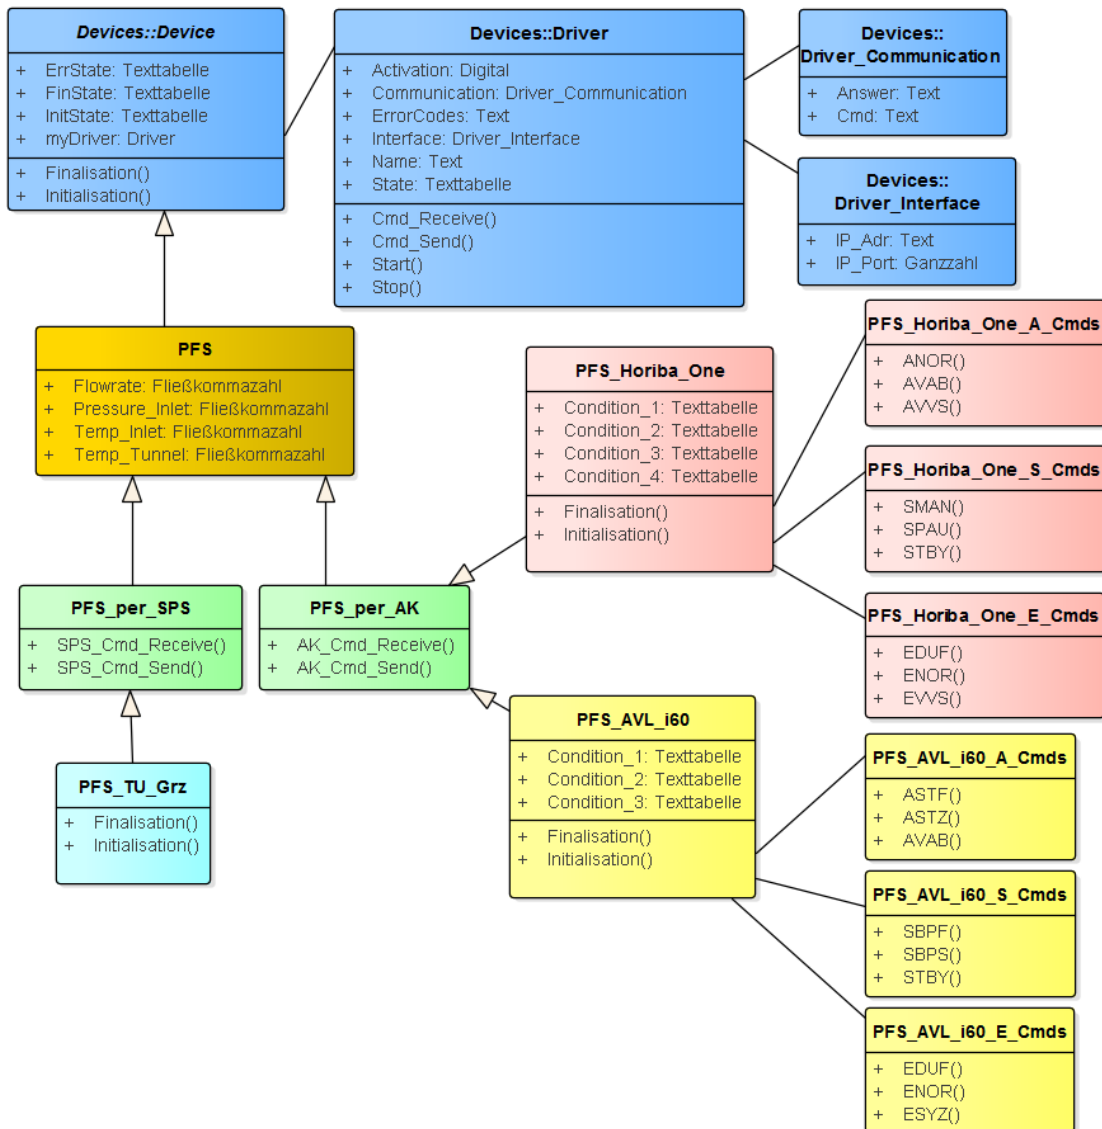 Devices::Device
+ ErrState: Texttabelle
+ FinState: Texttabelle
+ InitState: Texttabelle
+ myDriver: Driver
+ Finalisation()
+ Initialisation()
Devices::Driver
+ Activation: Digital
+ Communication: Driver_Communication
+ ErrorCodes: Text
+ Interface: Driver_Interface
+ Name: Text
+ State: Texttabelle
+ Cmd_Receive()
+ Cmd_Send()
+ Start()
+ Stop()
Devices::
Driver_Communication
+ Answer: Text
+ Cmd: Text
Devices::
Driver_Interface
+ IP_Adr: Text
+ IP_Port: Ganzzahl
PFS
+ Flowrate: Fließkommazahl
+ Pressure_Inlet: Fließkommazahl
+ Temp_Inlet: Fließkommazahl
+ Temp_Tunnel: Fließkommazahl
PFS_Horiba_One
+ Condition_1: Texttabelle
+ Condition_2: Texttabelle
+ Condition_3: Texttabelle
+ Condition_4: Texttabelle
+ Finalisation()
+ Initialisation()
PFS_Horiba_One_A_Cmds
+ ANOR()
+ AVAB()
+ AVVS()
PFS_Horiba_One_S_Cmds
+ SMAN()
+ SPAU()
+ STBY()
PFS_Horiba_One_E_Cmds
+ EDUF()
+ ENOR()
+ EVVS()
PFS_per_SPS
+ SPS_Cmd_Receive()
+ SPS_Cmd_Send()
PFS_per_AK
+ AK_Cmd_Receive()
+ AK_Cmd_Send()
PFS_TU_Grz
+ Finalisation()
+ Initialisation()
PFS_AVL_i60
+ Condition_1: Texttabelle
+ Condition_2: Texttabelle
+ Condition_3: Texttabelle
+ Finalisation()
+ Initialisation()
PFS_AVL_i60_A_Cmds
+ ASTF()
+ ASTZ()
+ AVAB()
PFS_AVL_i60_S_Cmds
+ SBPF()
+ SBPS()
+ STBY()
PFS_AVL_i60_E_Cmds
+ EDUF()
+ ENOR()
+ ESYZ()